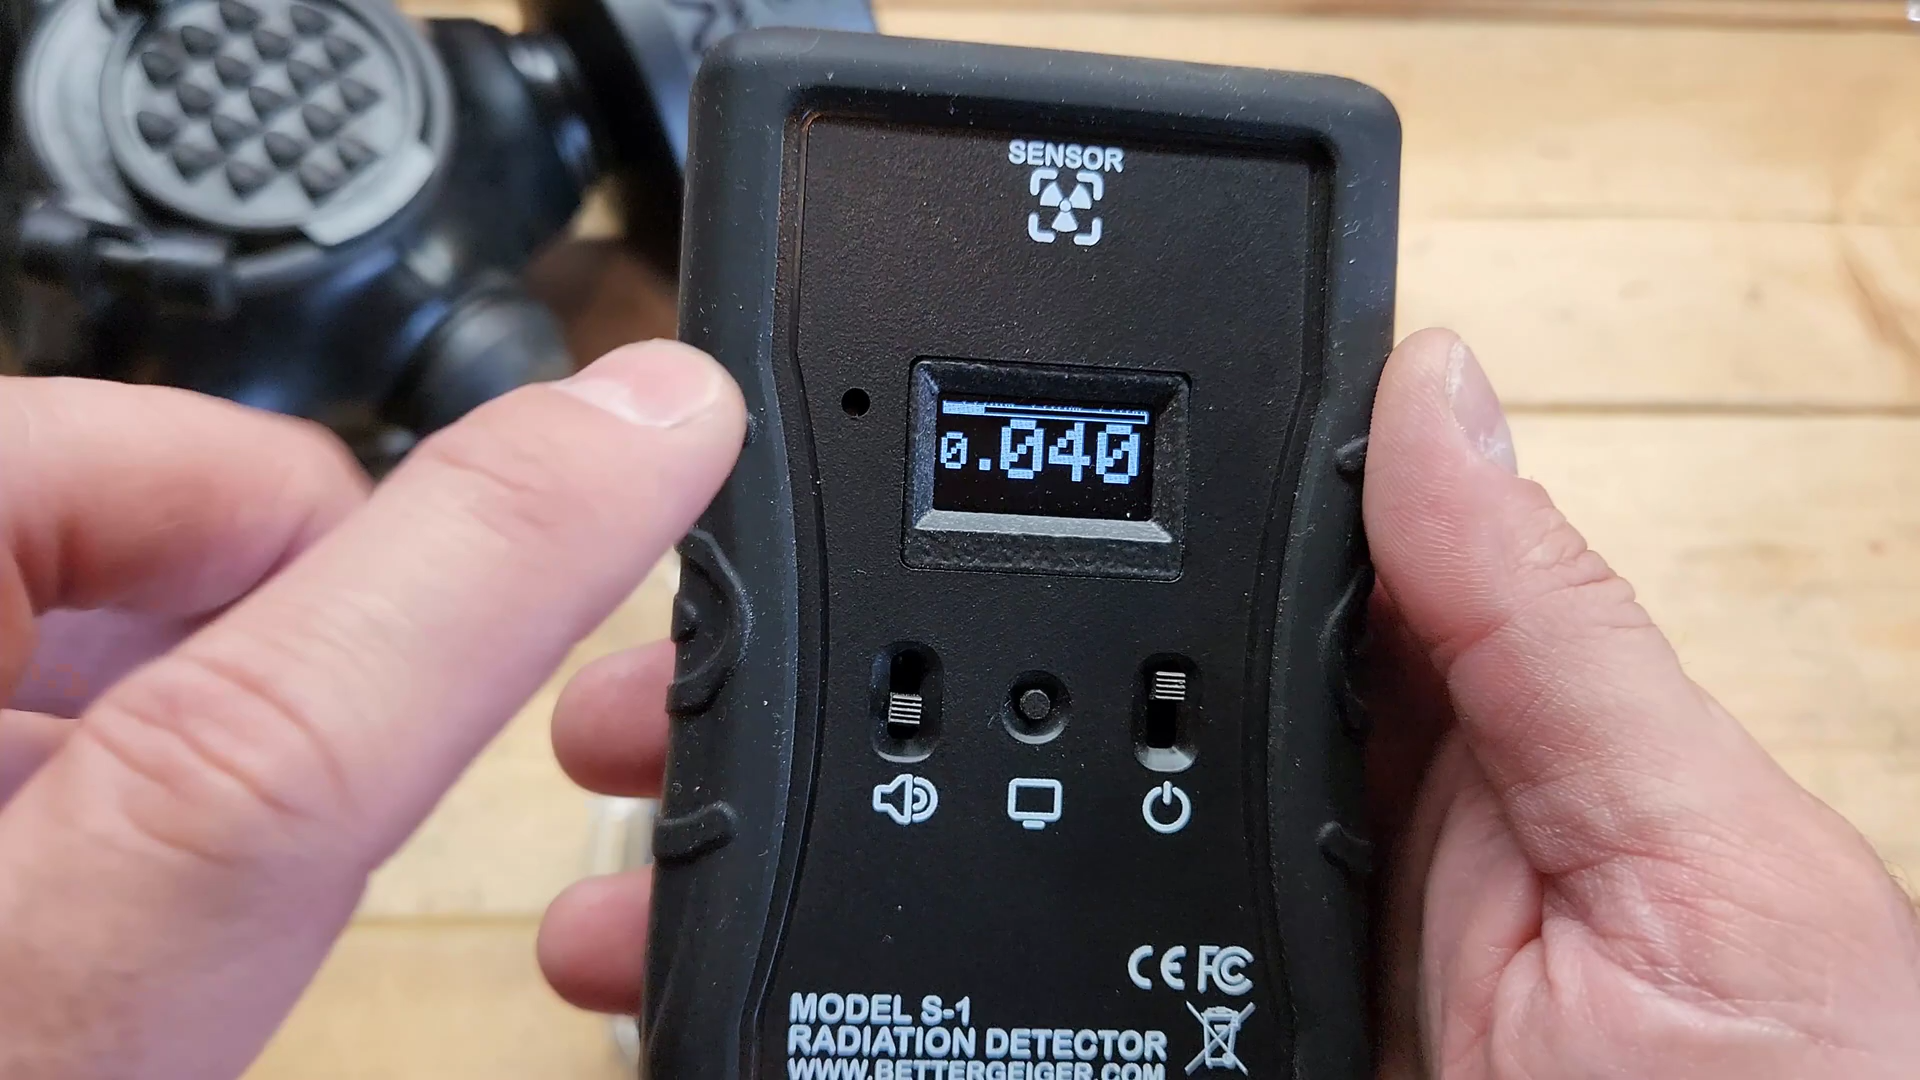 SENSOR
0.040
CE FC
MODEL S-1
RADIATION DETECTOR
WWW.BETTERGEIGER.COM